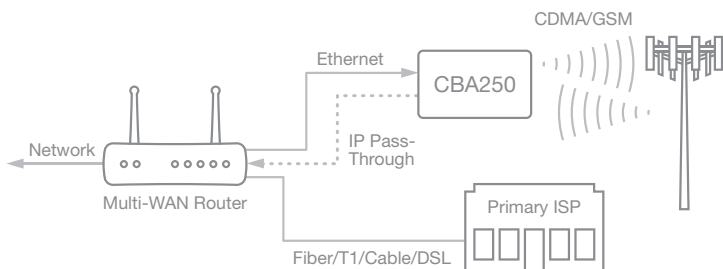 CDMA/GSM
Ethernet
CBA250
IP Pass-
Through
Network
Multi-WAN Router
Primary ISP
Fiber/T1/Cable/DSL